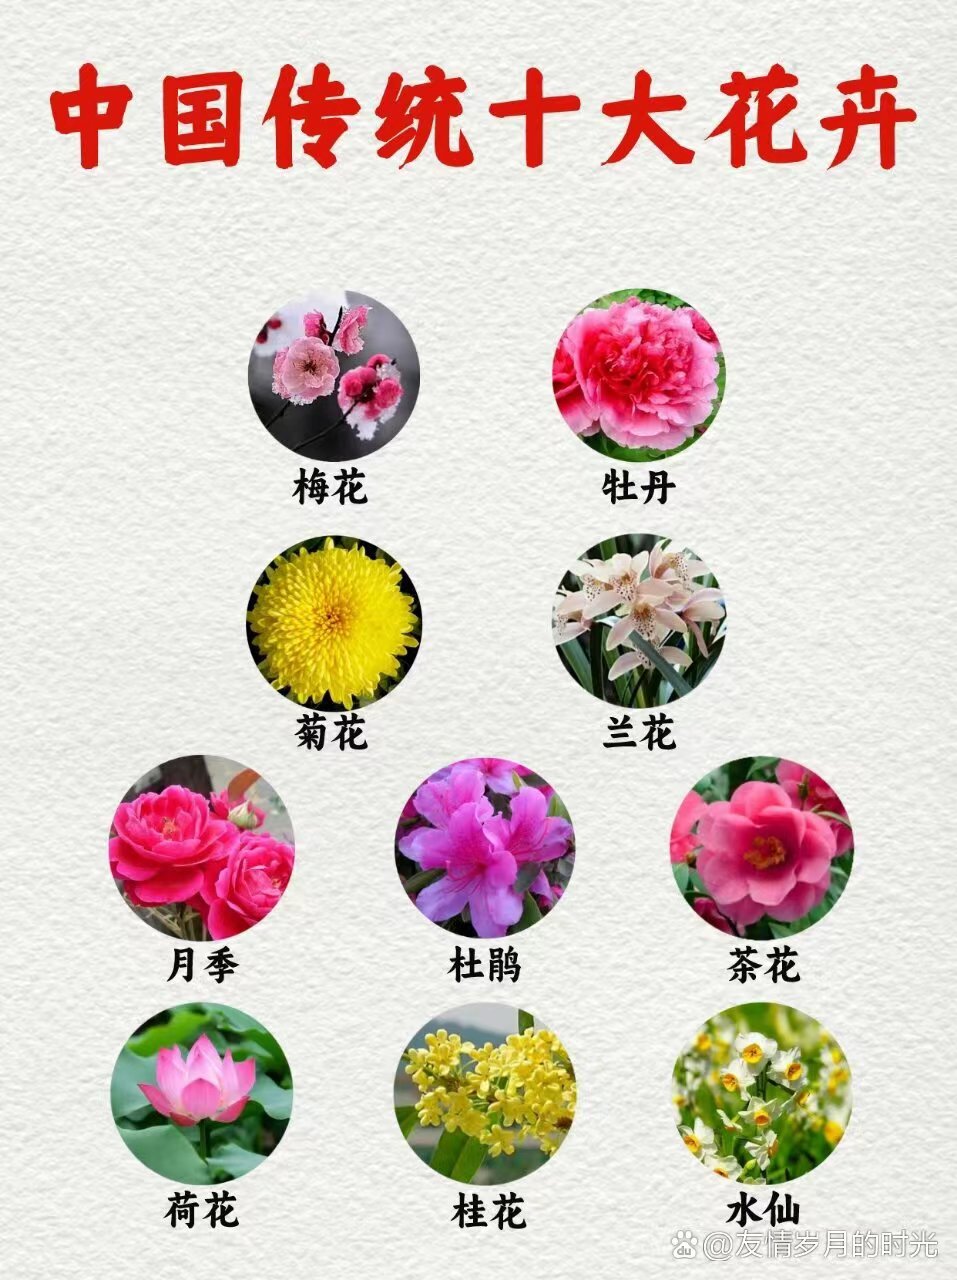 中国传统十大花卉
梅花 牡丹
菊花 兰花
月季 杜鹃 茶花
荷花 桂花 水仙
@友情岁月的时光